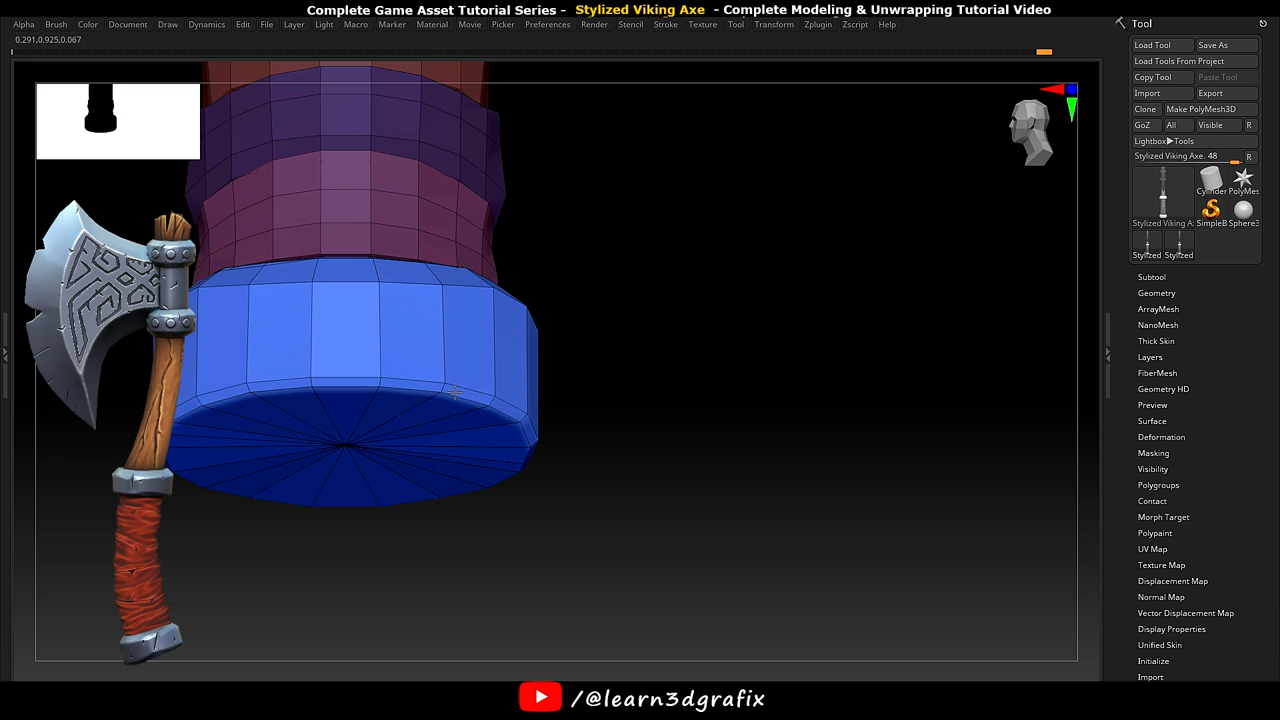 Complete Game Asset Tutorial Series - Stylized Viking Axe - Complete Modeling & Unwrapping Tutorial Video
Alpha Brush Color Document Draw Dynamics Edit File Layer Light Macro Marker Material Movie Picker Preferences Render Stencil Stroke Texture Tool Transform Zplugin Zscript Help
0.291,0.925,0.067
Tool
Load Tool Save As
Load Tools From Project
Copy Tool Paste Tool
Import Export
Clone Make PolyMesh3D
GoZ All Visible R
Lightbox▶Tools
Stylized Viking Axe. 48 R
Cylinder PolyMes
Stylized Viking A: SimpleB Sphere3
Stylized Stylized
Subtool
Geometry
ArrayMesh
NanoMesh
Thick Skin
Layers
FiberMesh
Geometry HD
Preview
Surface
Deformation
Masking
Visibility
Polygroups
Contact
Morph Target
Polypaint
UV Map
Texture Map
Displacement Map
Normal Map
Vector Displacement Map
Display Properties
Unified Skin
Initialize
Import
/@learn3dgrafix